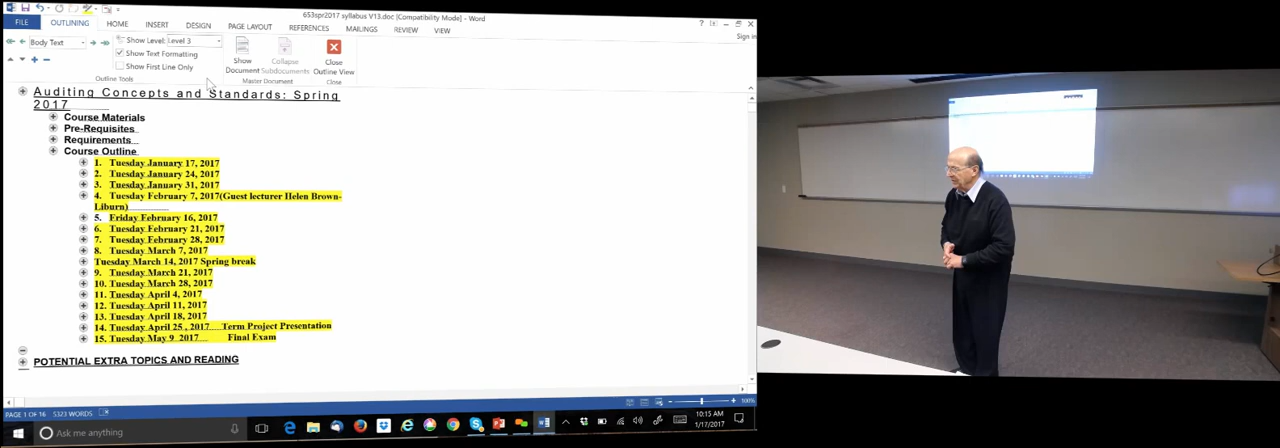 653spr2017 syllabus V13.doc [Compatibility Mode] - Word
FILE OUTLINING HOME INSERT DESIGN PAGE LAYOUT REFERENCES MAILINGS REVIEW VIEW
Sign in
Body Text
Show Level: Level 3
Show Text Formatting
Show First Line Only
Show Document
Collapse Subdocuments
Close Outline View
Outline Tools
Master Document
Close
Auditing Concepts and Standards: Spring
2017
Course Materials
Pre-Requisites
Requirements
Course Outline
1. Tuesday January 17, 2017
2. Tuesday January 24, 2017
3. Tuesday January 31, 2017
4. Tuesday February 7, 2017(Guest lecturer Helen Brown-
Liburn)
5. Friday February 16, 2017
6. Tuesday February 21, 2017
7. Tuesday February 28, 2017
8. Tuesday March 7, 2017
Tuesday March 14, 2017 Spring break
9. Tuesday March 21, 2017
10. Tuesday March 28, 2017
11. Tuesday April 4, 2017
12. Tuesday April 11, 2017
13. Tuesday April 18, 2017
14. Tuesday April 25 , 2017 Term Project Presentation
15. Tuesday May 9 2017 Final Exam
POTENTIAL EXTRA TOPICS AND READING
PAGE 1 OF 16 5323 WORDS
100%
Ask me anything
10:15 AM
1/17/2017